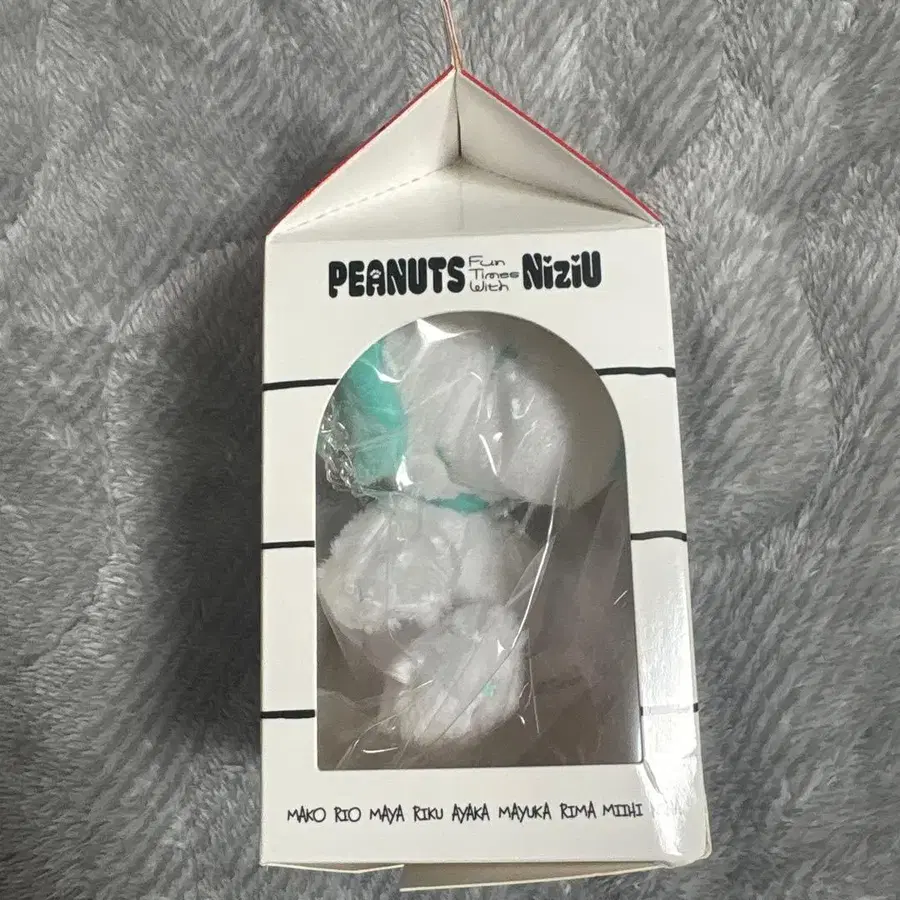 PEANUTS Fun Times With NiziU
MAKO RIO MAYA RIKU AYAKA MAYUKA RIMA MIIHI